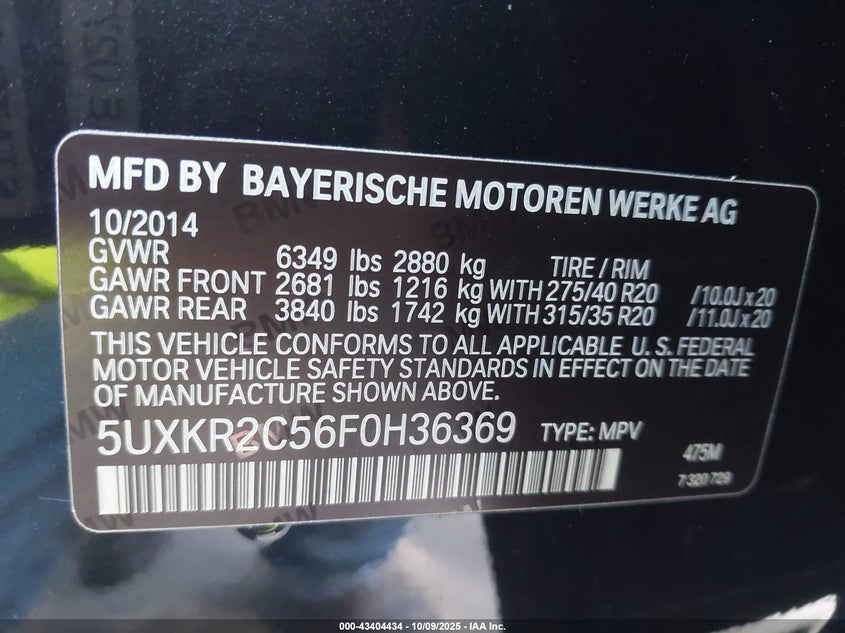 MFD BY BAYERISCHE MOTOREN WERKE AG
10/2014
GVWR 6349 lbs 2880 kg TIRE / RIM
GAWR FRONT 2681 lbs 1216 kg WITH 275/40 R20 /10.0J x 20
GAWR REAR 3840 lbs 1742 kg WITH 315/35 R20 /11.0J x 20
THIS VEHICLE CONFORMS TO ALL APPLICABLE U.S. FEDERAL
MOTOR VEHICLE SAFETY STANDARDS IN EFFECT ON THE DATE
OF MANUFACTURE SHOWN ABOVE.
5UXKR2C56F0H36369 TYPE: MPV
475M
7 320 729
000-43404434 - 10/09/2025 - IAA Inc.